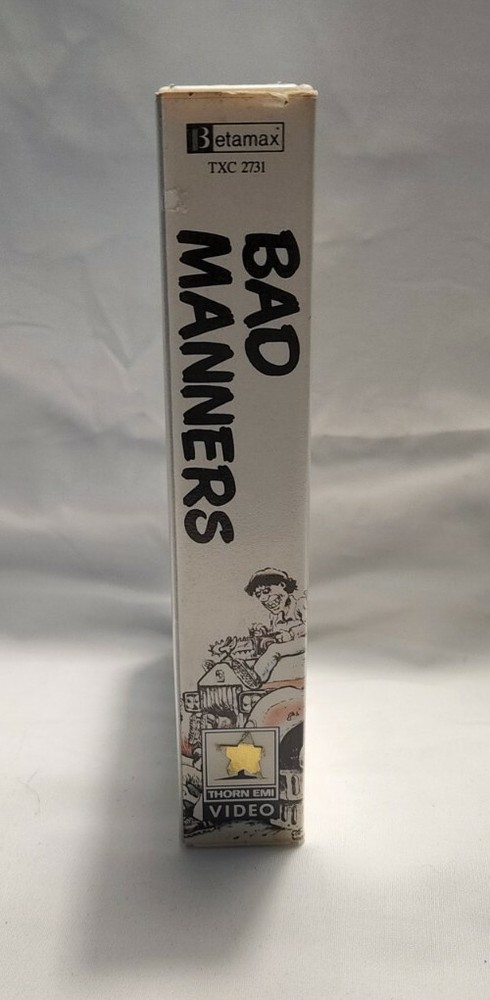 Betamax
TXC 2731
BAD
MANNERS
THORN EMI
VIDEO